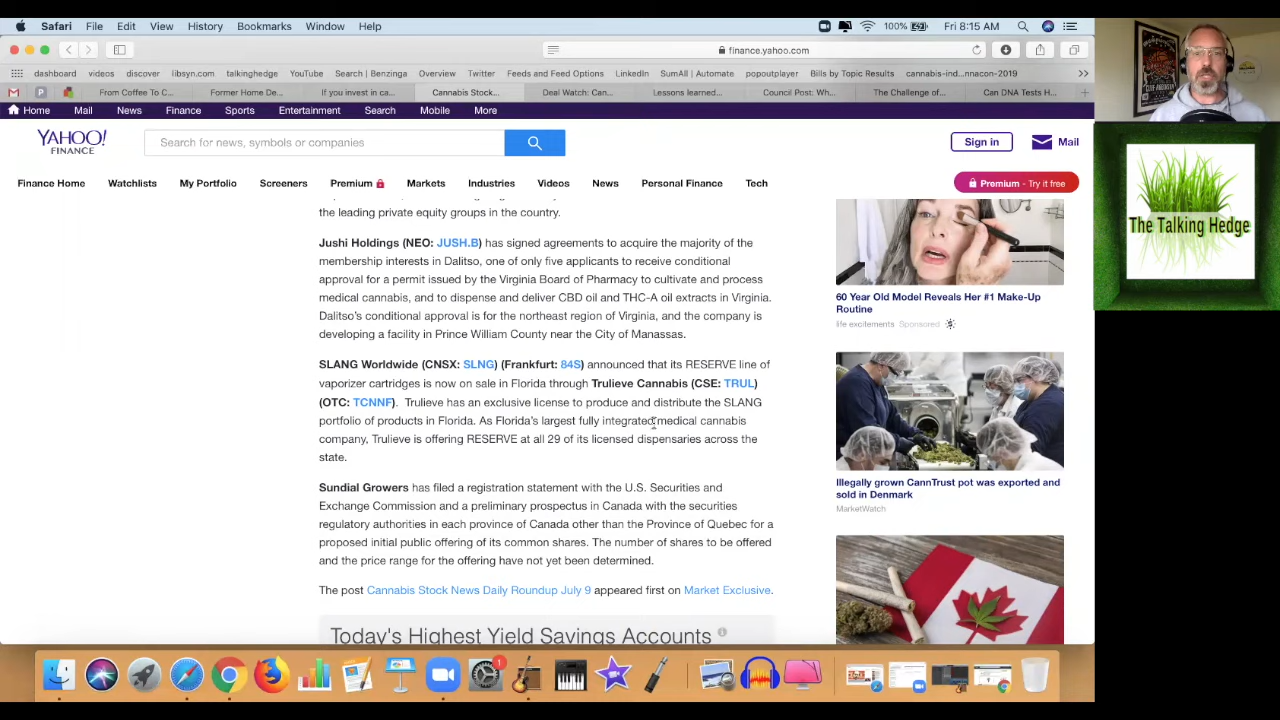 Safari File Edit View History Bookmarks Window Help 100% Fri 8:15 AM
finance.yahoo.com
dashboard videos discover libsyn.com talkinghedge YouTube Search | Benzinga Overview Twitter Feeds and Feed Options LinkedIn SumAll | Automate popoutplayer Bills by Topic Results cannabis-ind...nnacon-2019
From Coffee To C... Former Home De... If you invest in ca... Cannabis Stock... Deal Watch: Can... Lessons learned... Council Post: Wh... The Challenge of... Can DNA Tests H...
Home Mail News Finance Sports Entertainment Search Mobile More
YAHOO!
FINANCE
Search for news, symbols or companies
Sign in Mail
Finance Home Watchlists My Portfolio Screeners Premium Markets Industries Videos News Personal Finance Tech
Premium - Try it free
the leading private equity groups in the country.
Jushi Holdings (NEO: JUSH.B) has signed agreements to acquire the majority of the
membership interests in Dalitso, one of only five applicants to receive conditional
approval for a permit issued by the Virginia Board of Pharmacy to cultivate and process
medical cannabis, and to dispense and deliver CBD oil and THC-A oil extracts in Virginia.
Dalitso's conditional approval is for the northeast region of Virginia, and the company is
developing a facility in Prince William County near the City of Manassas.
SLANG Worldwide (CNSX: SLNG) (Frankfurt: 84S) announced that its RESERVE line of
vaporizer cartridges is now on sale in Florida through Trulieve Cannabis (CSE: TRUL)
(OTC: TCNNF). Trulieve has an exclusive license to produce and distribute the SLANG
portfolio of products in Florida. As Florida's largest fully integrated medical cannabis
company, Trulieve is offering RESERVE at all 29 of its licensed dispensaries across the
state.
Sundial Growers has filed a registration statement with the U.S. Securities and
Exchange Commission and a preliminary prospectus in Canada with the securities
regulatory authorities in each province of Canada other than the Province of Quebec for a
proposed initial public offering of its common shares. The number of shares to be offered
and the price range for the offering have not yet been determined.
The post Cannabis Stock News Daily Roundup July 9 appeared first on Market Exclusive.
Today's Highest Yield Savings Accounts
60 Year Old Model Reveals Her #1 Make-Up
Routine
life excitements Sponsored
Illegally grown CannTrust pot was exported and
sold in Denmark
MarketWatch
The Talking Hedge
1